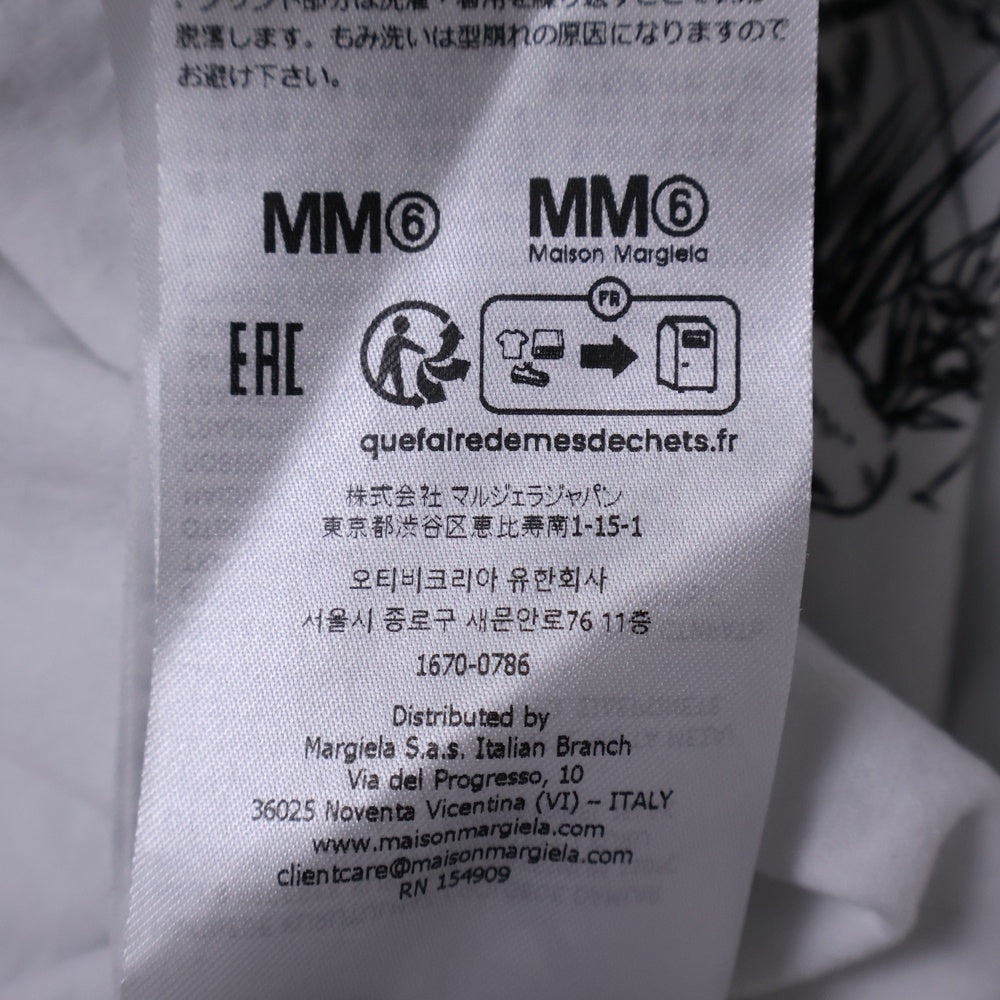 脱落します。もみ洗いは型崩れの原因になりますので
お避け下さい。
MM⑥
MM⑥
Maison Margiela
EAC
FR
quefairedemesdechets.fr
株式会社 マルジェラジャパン
東京都渋谷区恵比寿南1-15-1
오티비코리아 유한회사
서울시 종로구 새문안로76 11층
1670-0786
Distributed by
Margiela S.a.s. Italian Branch
Via del Progresso, 10
36025 Noventa Vicentina (VI) – ITALY
www.maisonmargiela.com
clientcare@maisonmargiela.com
RN 154909